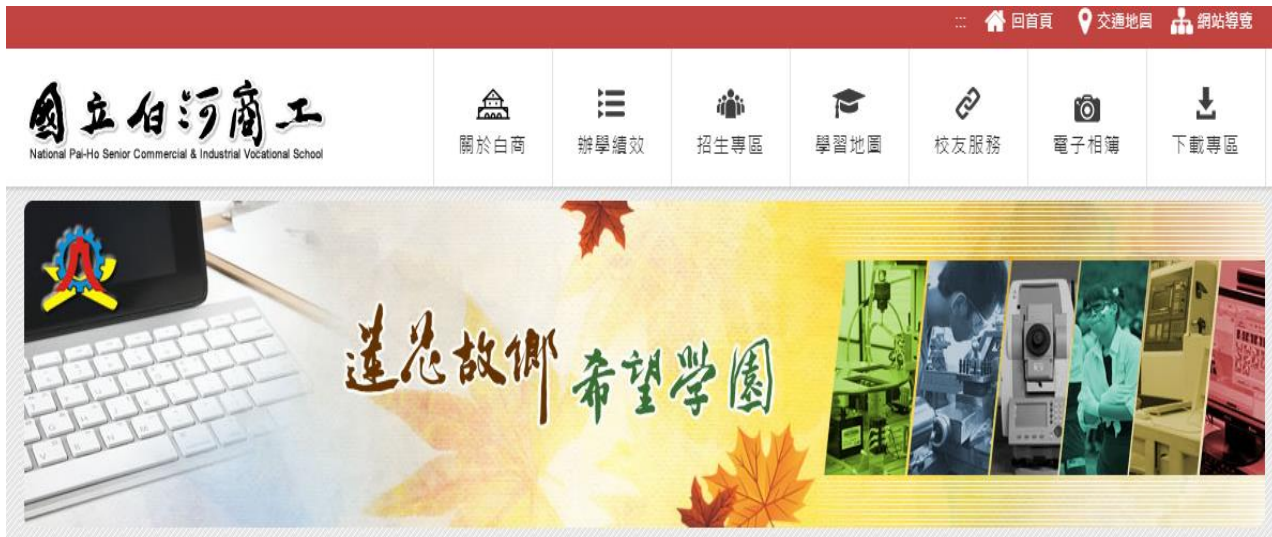 ::: 回首頁 交通地圖 網站導覽
國立白河商工
National Pai-Ho Senior Commercial & Industrial Vocational School
關於白商 辦學績效 招生專區 學習地圖 校友服務 電子相簿 下載專區
蓮花故鄉 希望學園